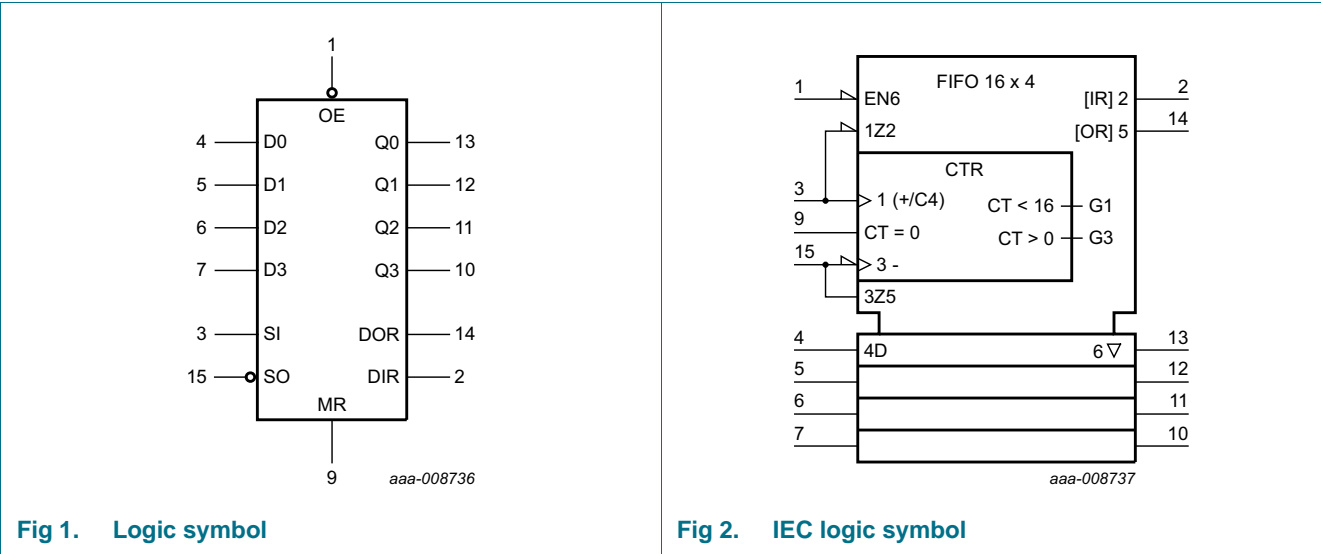 1
OE
4 D0 Q0 13
5 D1 Q1 12
6 D2 Q2 11
7 D3 Q3 10
3 SI DOR 14
15 SO DIR 2
MR
9
aaa-008736
Fig 1. Logic symbol
FIFO 16 x 4
1 EN6 [IR] 2 2
1Z2 [OR] 5 14
CTR
3 1 (+/C4) CT < 16 G1
9 CT = 0 CT > 0 G3
15 3 -
3Z5
4 4D 6 ▽ 13
5 12
6 11
7 10
aaa-008737
Fig 2. IEC logic symbol